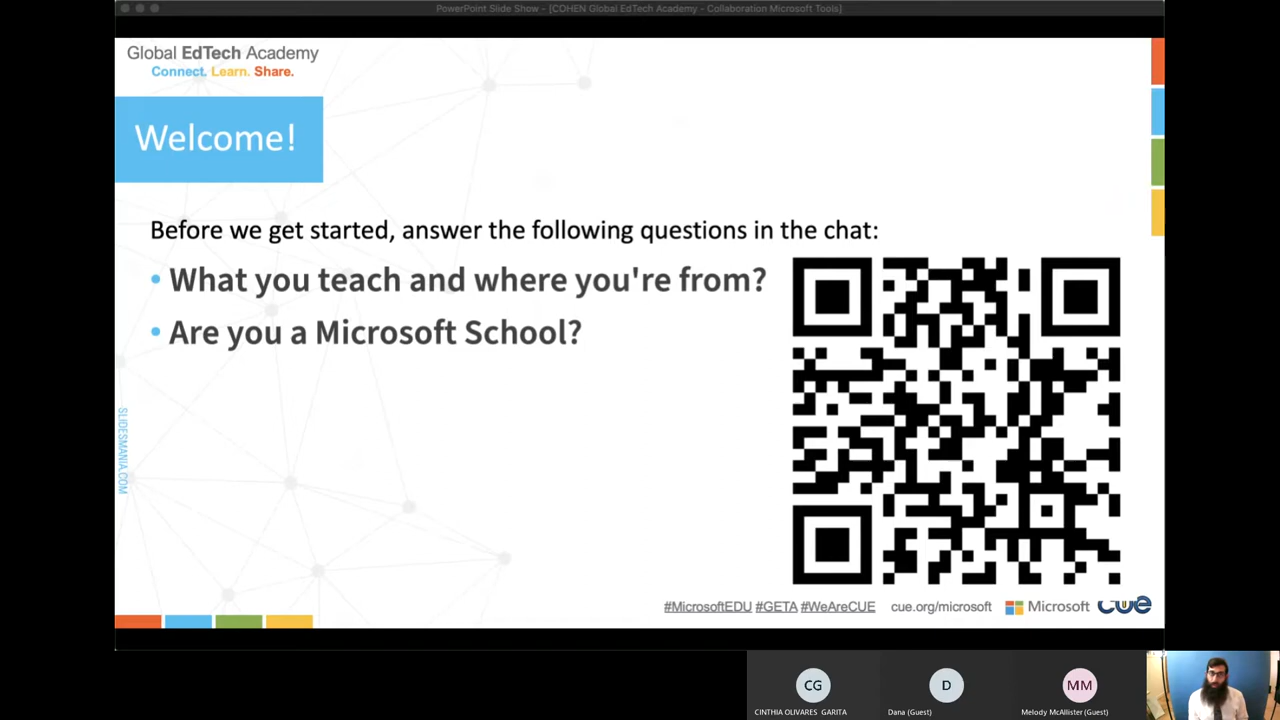 PowerPoint Slide Show - [COHEN Global EdTech Academy - Collaboration Microsoft Tools]
Global EdTech Academy
Connect. Learn. Share.
Welcome!
Before we get started, answer the following questions in the chat:
• What you teach and where you're from?
• Are you a Microsoft School?
SLIDESMANIA.COM
#MicrosoftEDU #GETA #WeAreCUE cue.org/microsoft Microsoft cue
CG
D
MM
CINTHIA OLIVARES GARITA
Dana (Guest)
Melody McAllister (Guest)